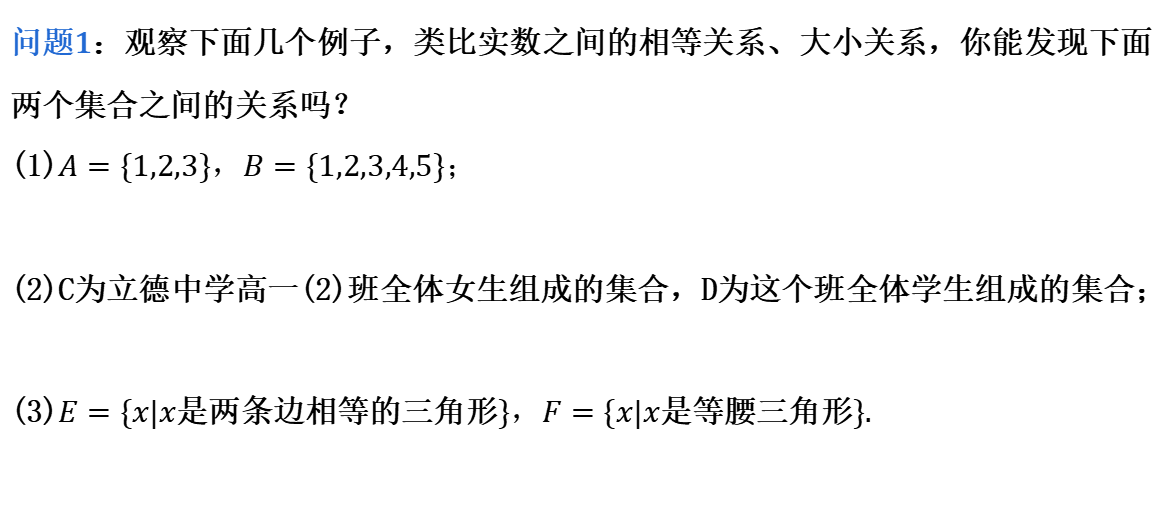 问题1：观察下面几个例子，类比实数之间的相等关系、大小关系，你能发现下面
两个集合之间的关系吗？
(1)A = {1,2,3}，B = {1,2,3,4,5}；
(2)C为立德中学高一(2)班全体女生组成的集合，D为这个班全体学生组成的集合；
(3)E = {x|x是两条边相等的三角形}，F = {x|x是等腰三角形}.